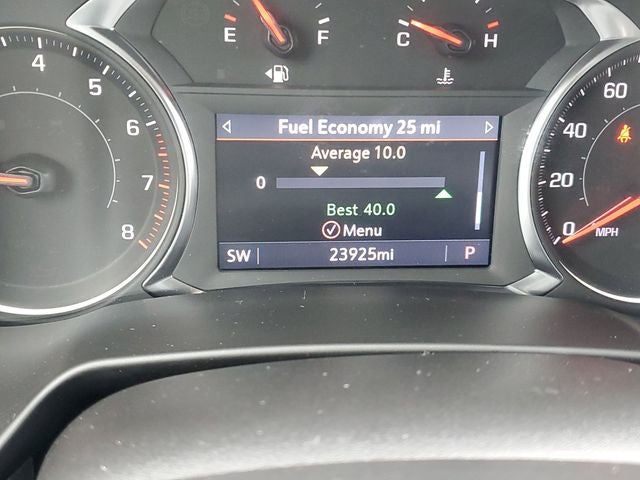 E F
C H
4
5
6
7
8
Fuel Economy 25 mi
Average 10.0
0
Best 40.0
Menu
SW 23925mi P
60
40
20
0
MPH